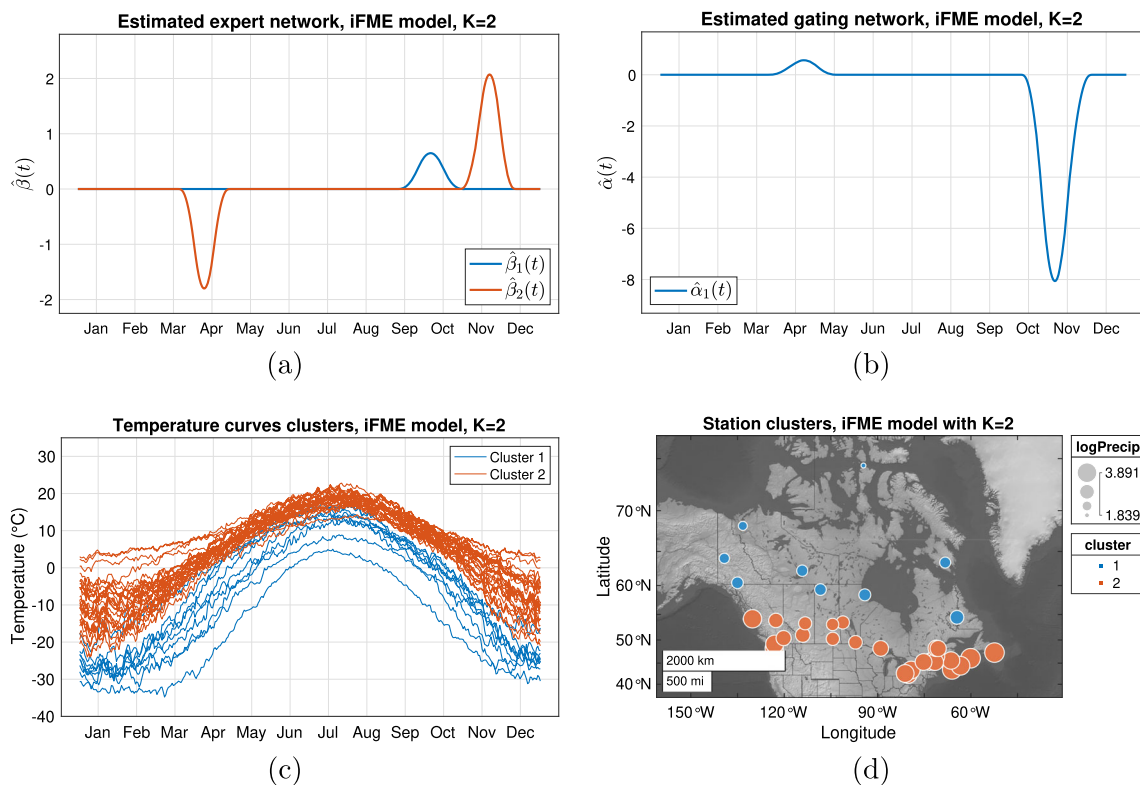 Estimated expert network, iFME model, K=2
2
1
0
-1
-2
β̂(t)
β̂₁(t)
β̂₂(t)
Jan Feb Mar Apr May Jun Jul Aug Sep Oct Nov Dec
(a)
Estimated gating network, iFME model, K=2
0
-2
-4
-6
-8
α̂(t)
α̂₁(t)
Jan Feb Mar Apr May Jun Jul Aug Sep Oct Nov Dec
(b)
Temperature curves clusters, iFME model, K=2
30
20
10
0
-10
-20
-30
-40
Temperature (°C)
Cluster 1
Cluster 2
Jan Feb Mar Apr May Jun Jul Aug Sep Oct Nov Dec
(c)
Station clusters, iFME model with K=2
70°N
60°N
50°N
40°N
Latitude
2000 km
500 mi
150°W 120°W 90°W 60°W
Longitude
logPrecip
3.891
1.839
cluster
1
2
(d)